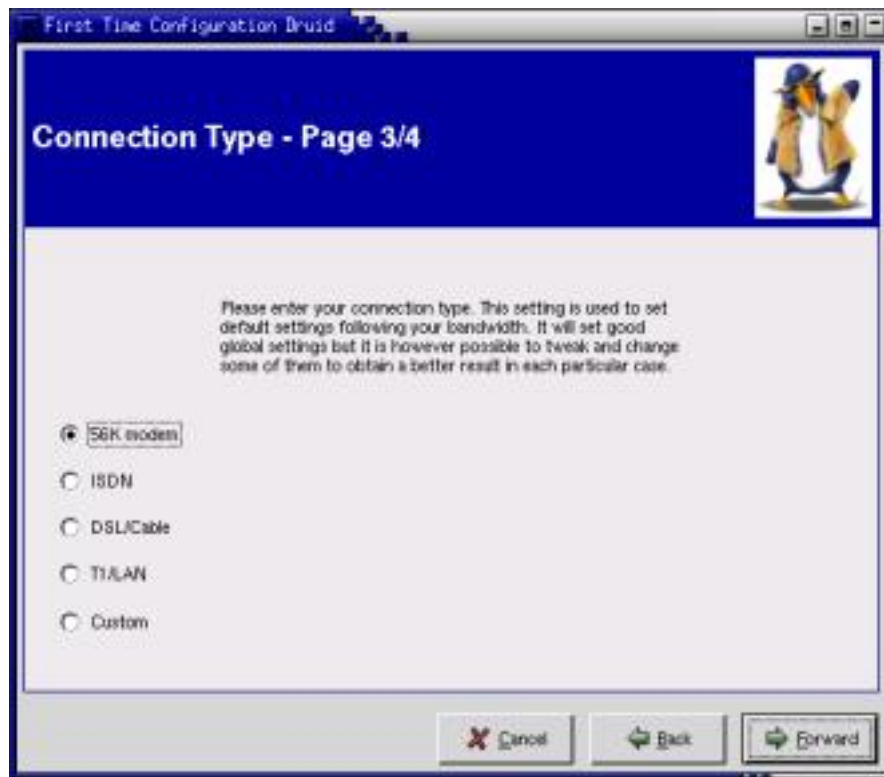 First Time Configuration Druid
Connection Type - Page 3/4
Please enter your connection type. This setting is used to set
default settings following your bandwidth. It will set good
global settings but it is however possible to tweak and change
some of them to obtain a better result in each particular case.
56K modem
ISDN
DSL/Cable
T1/LAN
Custom
Cancel
Back
Forward